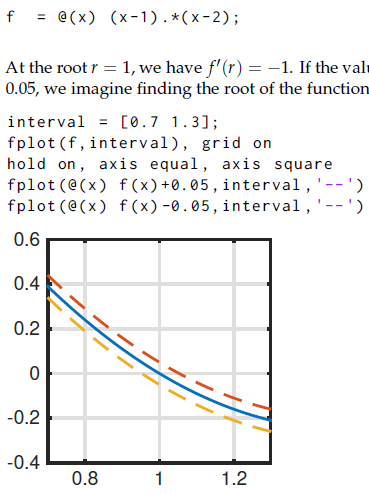 f = @(x) (x-1).*(x-2);
At the root r = 1, we have f′(r) = −1. If the
0.05, we imagine finding the root of the function
interval = [0.7 1.3];
fplot(f,interval), grid on
hold on, axis equal, axis square
fplot(@(x) f(x)+0.05,interval,'--')
fplot(@(x) f(x)-0.05,interval,'--')
0.6
0.4
0.2
0
-0.2
-0.4
0.8 1 1.2